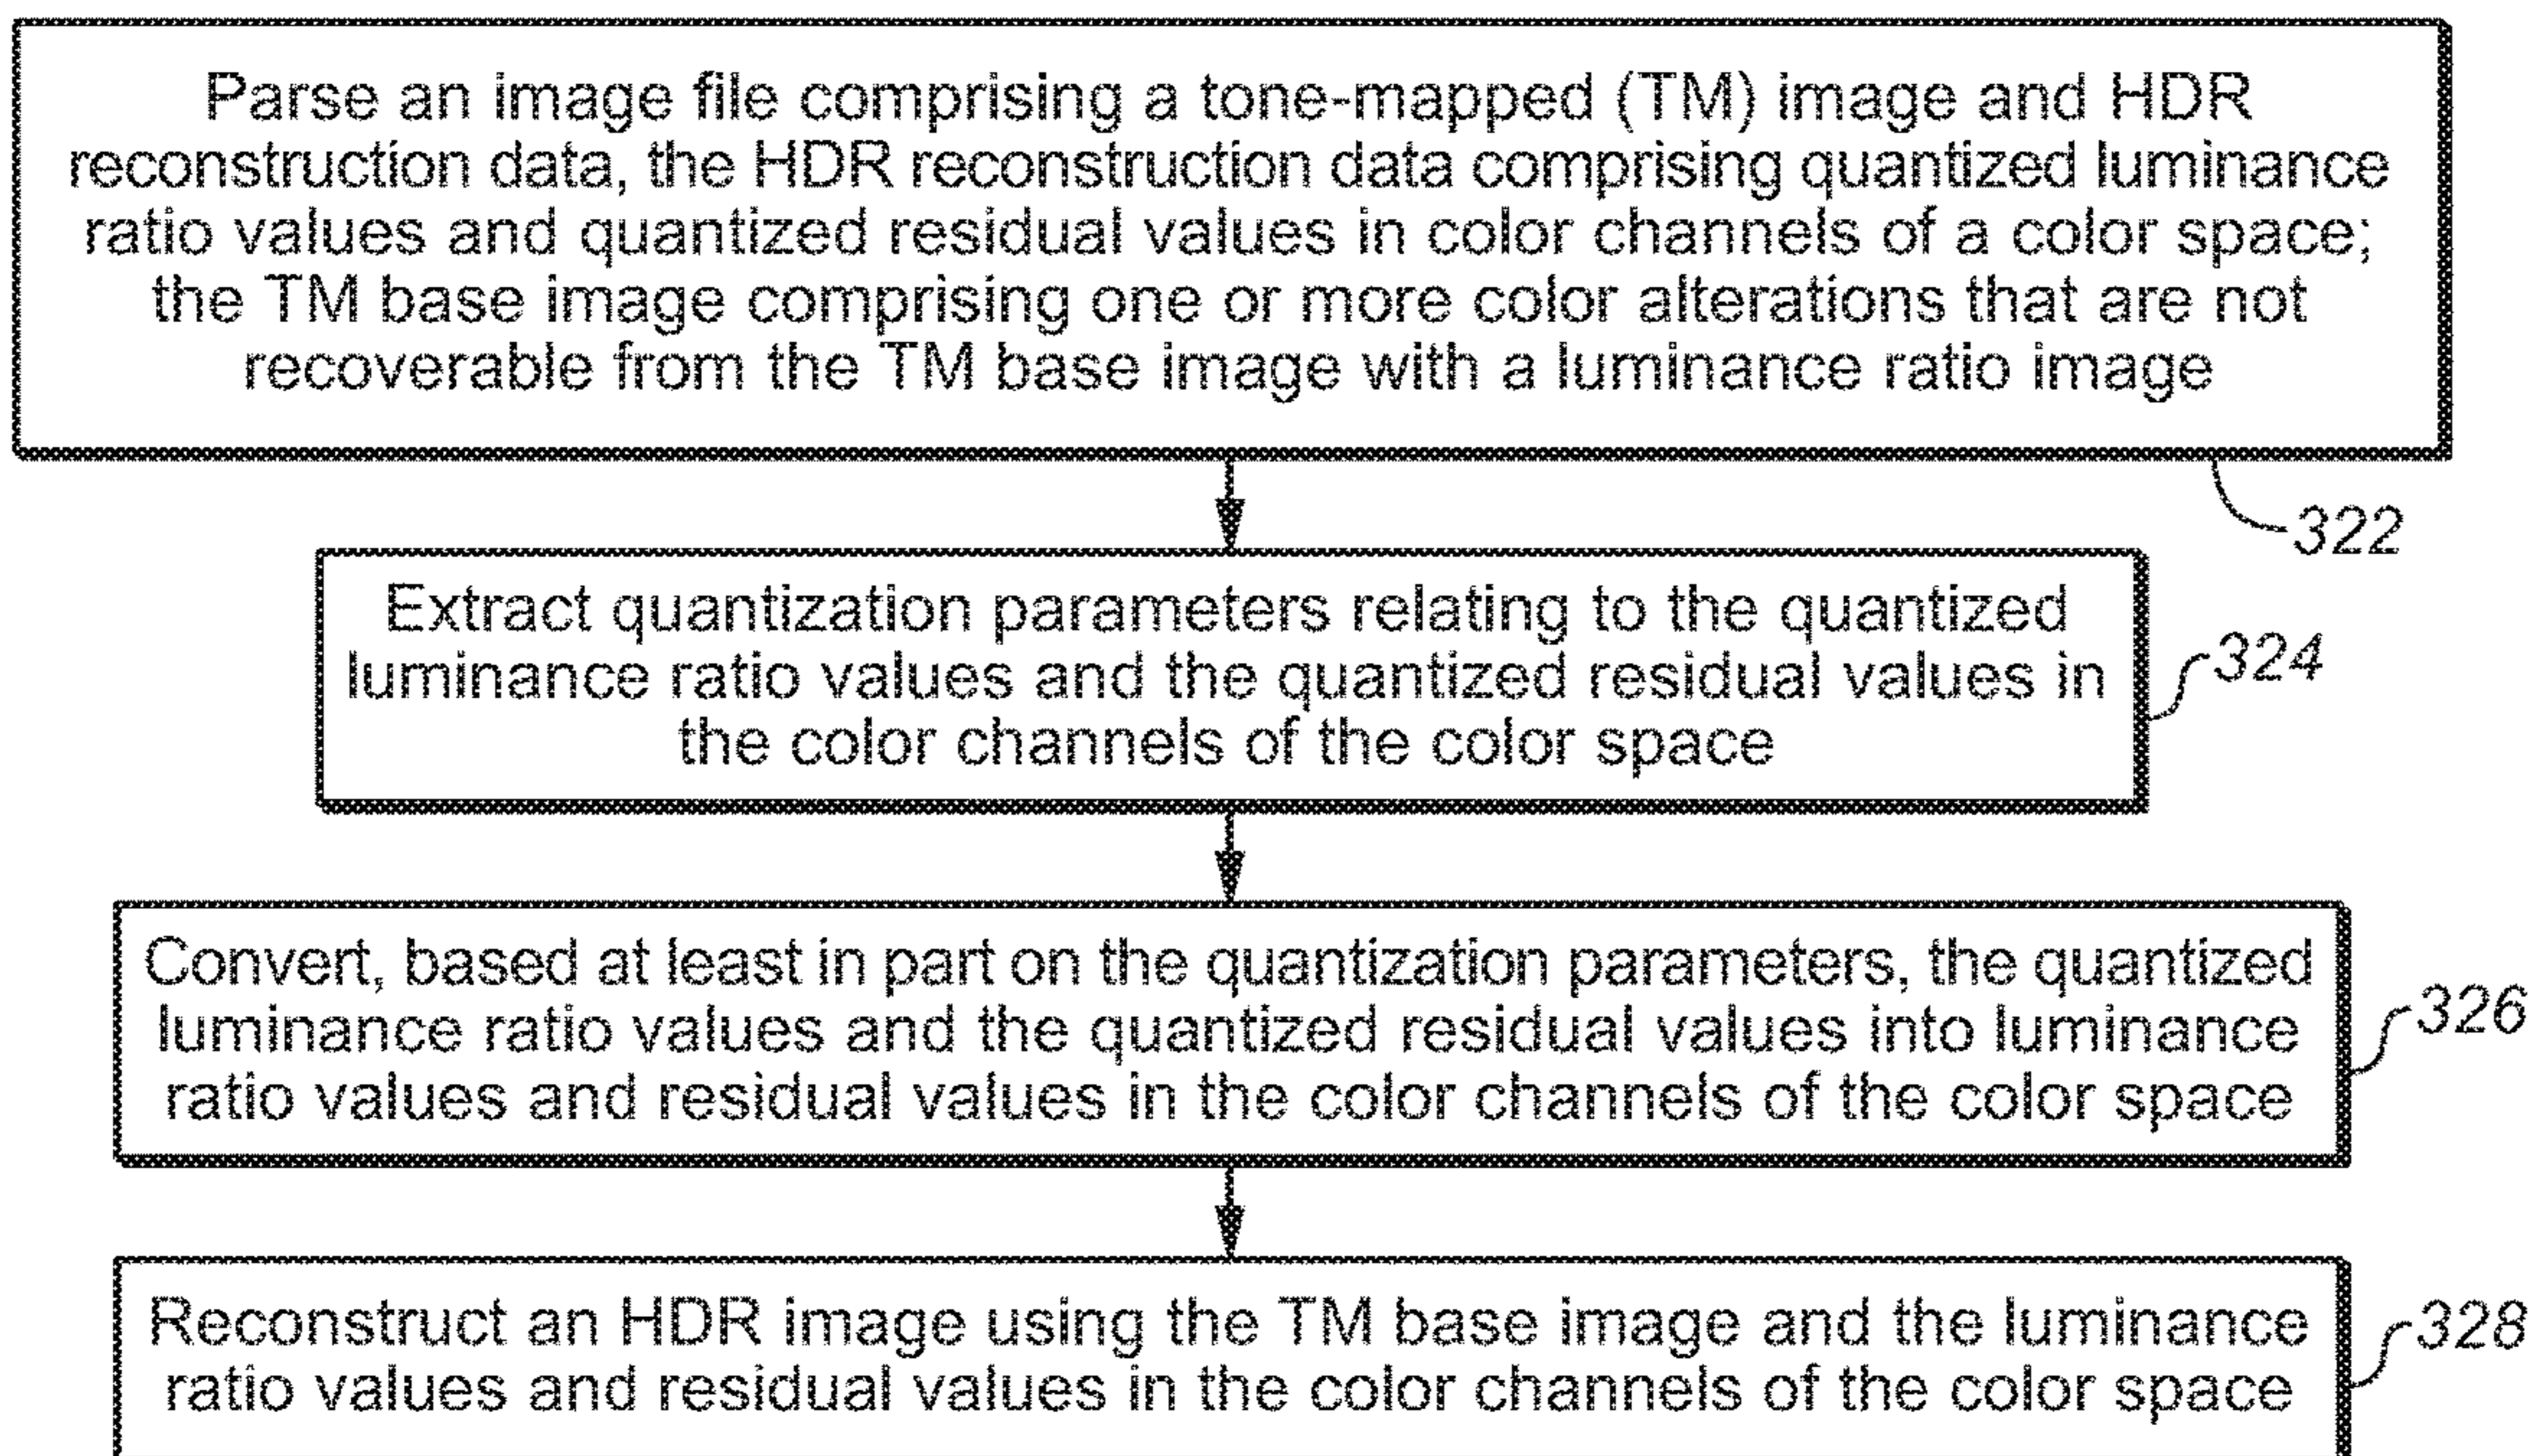 Parse an image file comprising a tone-mapped (TM) image and HDR
reconstruction data, the HDR reconstruction data comprising quantized luminance
ratio values and quantized residual values in color channels of a color space;
the TM base image comprising one or more color alterations that are not
recoverable from the TM base image with a luminance ratio image
322
Extract quantization parameters relating to the quantized
luminance ratio values and the quantized residual values in
the color channels of the color space
324
Convert, based at least in part on the quantization parameters, the quantized
luminance ratio values and the quantized residual values into luminance
ratio values and residual values in the color channels of the color space
326
Reconstruct an HDR image using the TM base image and the luminance
ratio values and residual values in the color channels of the color space
328